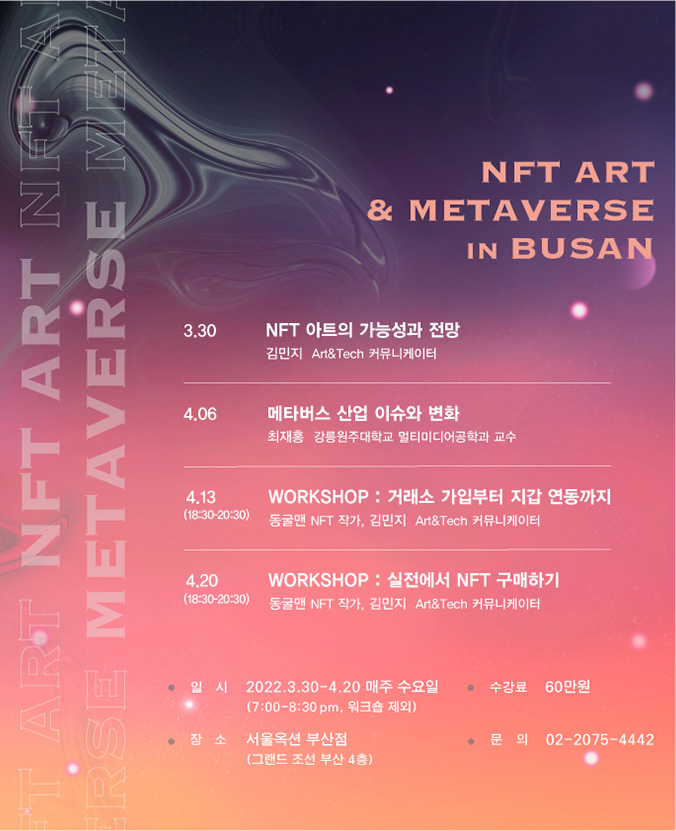 NFT ART
& METAVERSE
IN BUSAN
3.30 NFT 아트의 가능성과 전망
김민지 Art&Tech 커뮤니케이터
4.06 메타버스 산업 이슈와 변화
최재홍 강릉원주대학교 멀티미디어공학과 교수
4.13 WORKSHOP : 거래소 가입부터 지갑 연동까지
(18:30-20:30) 동굴맨 NFT 작가, 김민지 Art&Tech 커뮤니케이터
4.20 WORKSHOP : 실전에서 NFT 구매하기
(18:30-20:30) 동굴맨 NFT 작가, 김민지 Art&Tech 커뮤니케이터
• 일 시 2022.3.30-4.20 매주 수요일
(7:00-8:30 pm, 워크숍 제외)
• 수강료 60만원
• 장 소 서울옥션 부산점
(그랜드 조선 부산 4층)
• 문 의 02-2075-4442
FT ART NFT ART NFT A
ERSE METAVERSE META